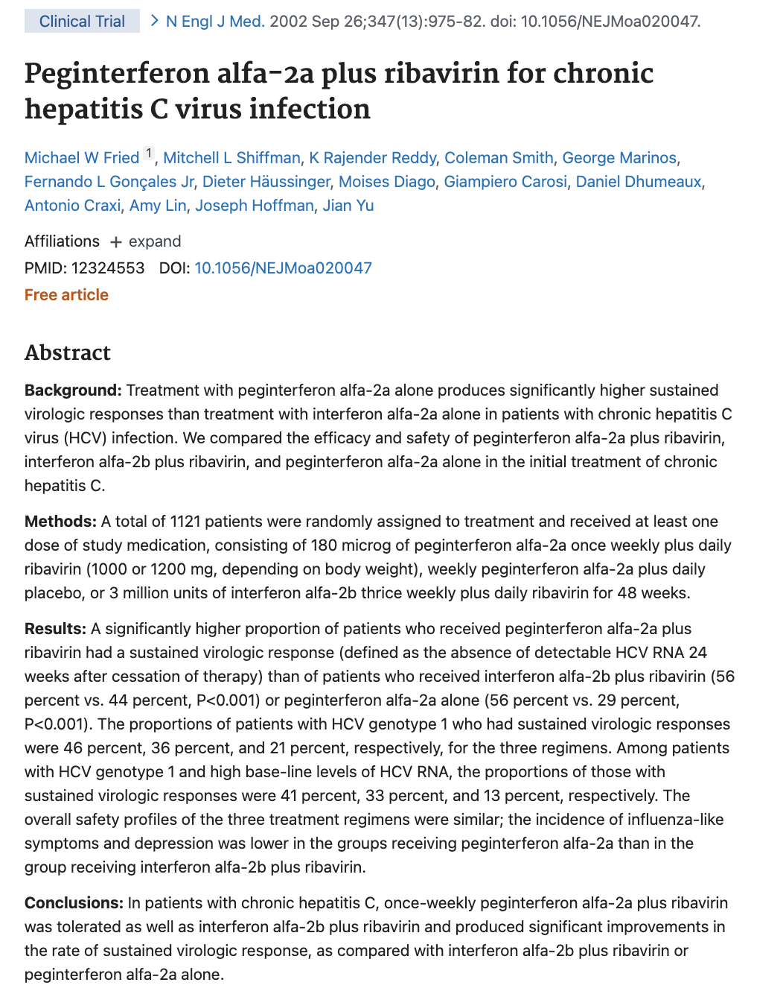 Clinical Trial > N Engl J Med. 2002 Sep 26;347(13):975-82. doi: 10.1056/NEJMoa020047.
Peginterferon alfa-2a plus ribavirin for chronic
hepatitis C virus infection
Michael W Fried 1, Mitchell L Shiffman, K Rajender Reddy, Coleman Smith, George Marinos,
Fernando L Gonçales Jr, Dieter Häussinger, Moises Diago, Giampiero Carosi, Daniel Dhumeaux,
Antonio Craxi, Amy Lin, Joseph Hoffman, Jian Yu
Affiliations + expand
PMID: 12324553 DOI: 10.1056/NEJMoa020047
Free article
Abstract
Background: Treatment with peginterferon alfa-2a alone produces significantly higher sustained
virologic responses than treatment with interferon alfa-2a alone in patients with chronic hepatitis C
virus (HCV) infection. We compared the efficacy and safety of peginterferon alfa-2a plus ribavirin,
interferon alfa-2b plus ribavirin, and peginterferon alfa-2a alone in the initial treatment of chronic
hepatitis C.
Methods: A total of 1121 patients were randomly assigned to treatment and received at least one
dose of study medication, consisting of 180 microg of peginterferon alfa-2a once weekly plus daily
ribavirin (1000 or 1200 mg, depending on body weight), weekly peginterferon alfa-2a plus daily
placebo, or 3 million units of interferon alfa-2b thrice weekly plus daily ribavirin for 48 weeks.
Results: A significantly higher proportion of patients who received peginterferon alfa-2a plus
ribavirin had a sustained virologic response (defined as the absence of detectable HCV RNA 24
weeks after cessation of therapy) than of patients who received interferon alfa-2b plus ribavirin (56
percent vs. 44 percent, P<0.001) or peginterferon alfa-2a alone (56 percent vs. 29 percent,
P<0.001). The proportions of patients with HCV genotype 1 who had sustained virologic responses
were 46 percent, 36 percent, and 21 percent, respectively, for the three regimens. Among patients
with HCV genotype 1 and high base-line levels of HCV RNA, the proportions of those with
sustained virologic responses were 41 percent, 33 percent, and 13 percent, respectively. The
overall safety profiles of the three treatment regimens were similar; the incidence of influenza-like
symptoms and depression was lower in the groups receiving peginterferon alfa-2a than in the
group receiving interferon alfa-2b plus ribavirin.
Conclusions: In patients with chronic hepatitis C, once-weekly peginterferon alfa-2a plus ribavirin
was tolerated as well as interferon alfa-2b plus ribavirin and produced significant improvements in
the rate of sustained virologic response, as compared with interferon alfa-2b plus ribavirin or
peginterferon alfa-2a alone.